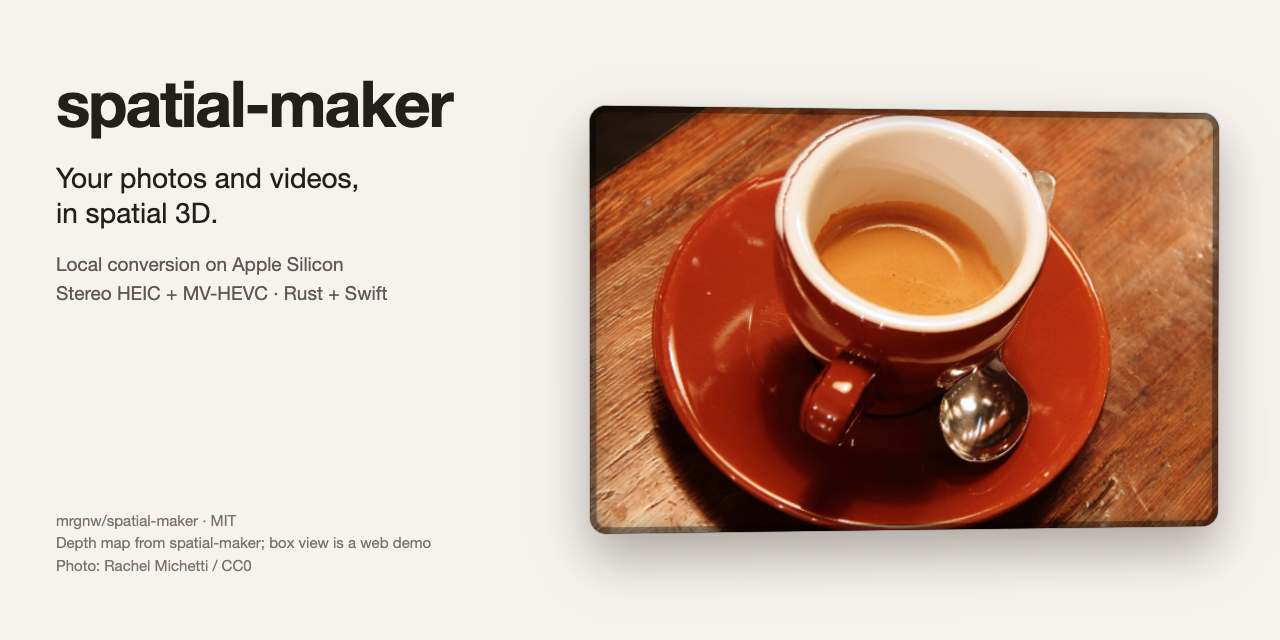 spatial-maker
Your photos and videos,
in spatial 3D.
Local conversion on Apple Silicon
Stereo HEIC + MV-HEVC · Rust + Swift
mrgnw/spatial-maker · MIT
Depth map from spatial-maker; box view is a web demo
Photo: Rachel Michetti / CC0